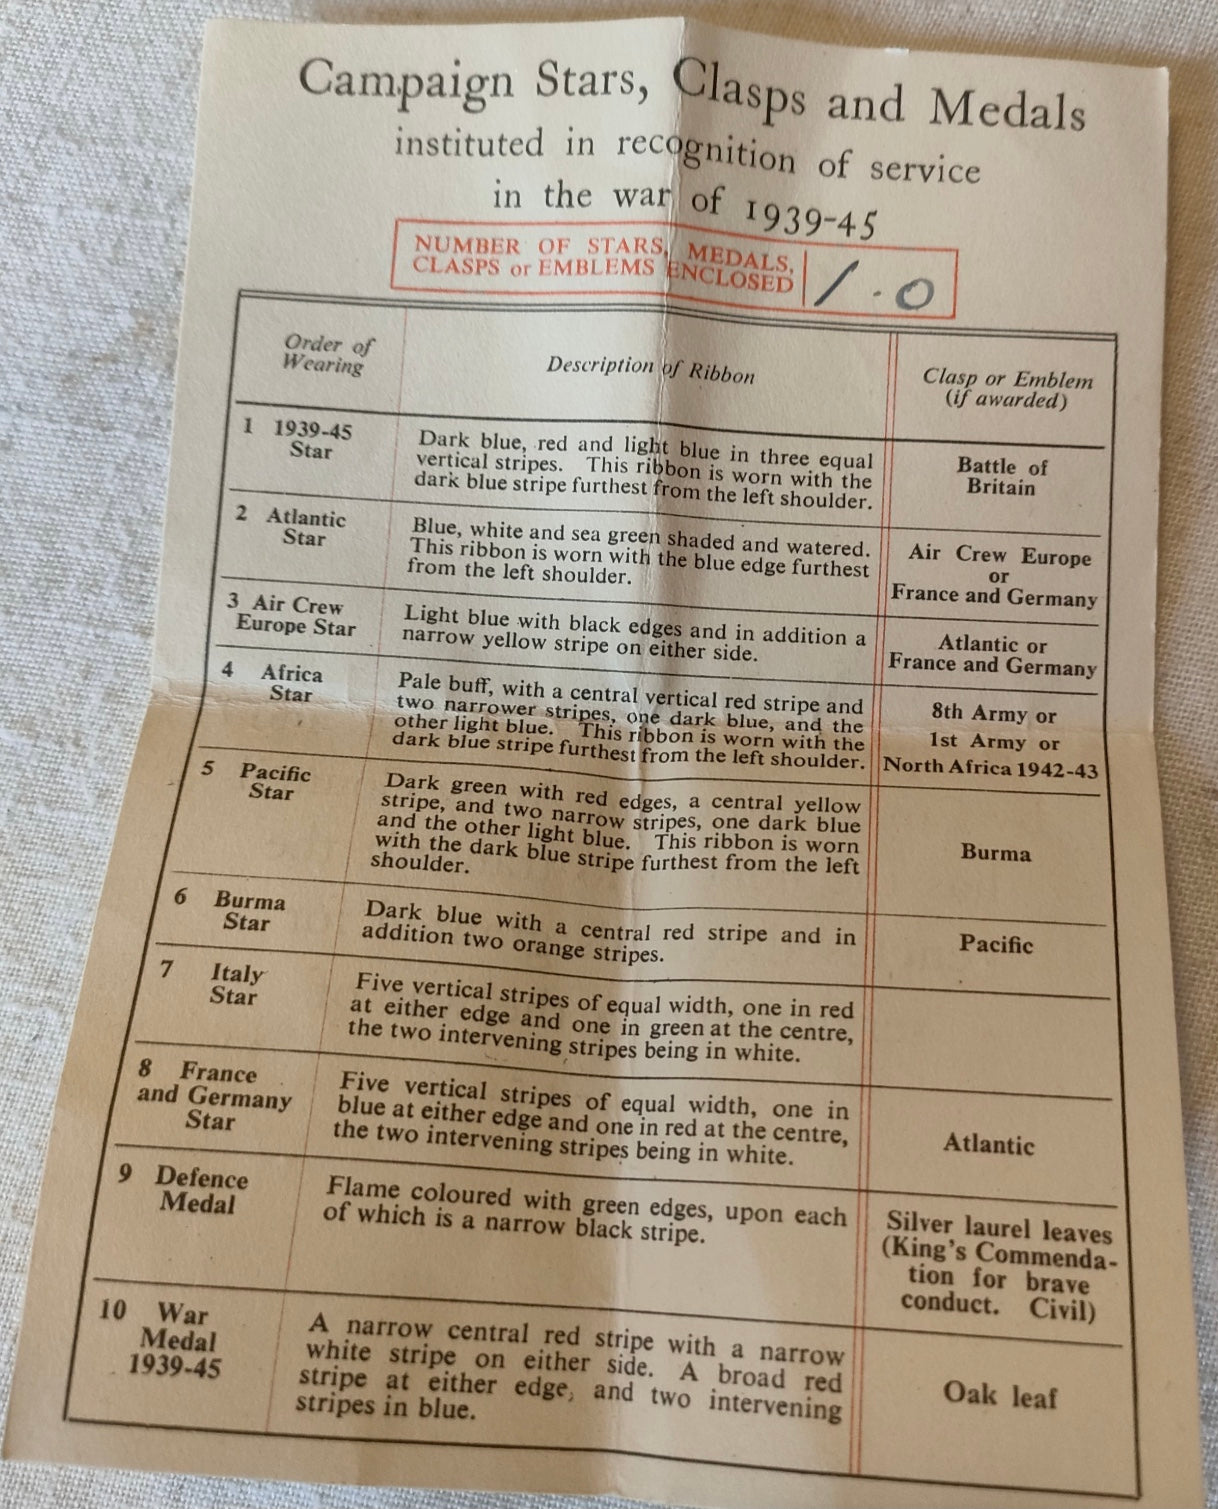 Campaign Stars, Clasps and Medals
instituted in recognition of service
in the war of 1939-45
NUMBER OF STARS, MEDALS,
CLASPS or EMBLEMS ENCLOSED
1 · 0
Order of
Wearing
Description of Ribbon
Clasp or Emblem
(if awarded)
1 1939-45
Star
Dark blue, red and light blue in three equal
vertical stripes. This ribbon is worn with the
dark blue stripe furthest from the left shoulder.
Battle of
Britain
2 Atlantic
Star
Blue, white and sea green shaded and watered.
This ribbon is worn with the blue edge furthest
from the left shoulder.
Air Crew Europe
or
France and Germany
3 Air Crew
Europe Star
Light blue with black edges and in addition a
narrow yellow stripe on either side.
Atlantic or
France and Germany
4 Africa
Star
Pale buff, with a central vertical red stripe and
two narrower stripes, one dark blue, and the
other light blue. This ribbon is worn with the
dark blue stripe furthest from the left shoulder.
8th Army or
1st Army or
North Africa 1942-43
5 Pacific
Star
Dark green with red edges, a central yellow
stripe, and two narrow stripes, one dark blue
and the other light blue. This ribbon is worn
with the dark blue stripe furthest from the left
shoulder.
Burma
6 Burma
Star
Dark blue with a central red stripe and in
addition two orange stripes.
Pacific
7 Italy
Star
Five vertical stripes of equal width, one in red
at either edge and one in green at the centre,
the two intervening stripes being in white.
8 France
and Germany
Star
Five vertical stripes of equal width, one in
blue at either edge and one in red at the centre,
the two intervening stripes being in white.
Atlantic
9 Defence
Medal
Flame coloured with green edges, upon each
of which is a narrow black stripe.
Silver laurel leaves
(King's Commenda-
tion for brave
conduct. Civil)
10 War
Medal
1939-45
A narrow central red stripe with a narrow
white stripe on either side. A broad red
stripe at either edge, and two intervening
stripes in blue.
Oak leaf